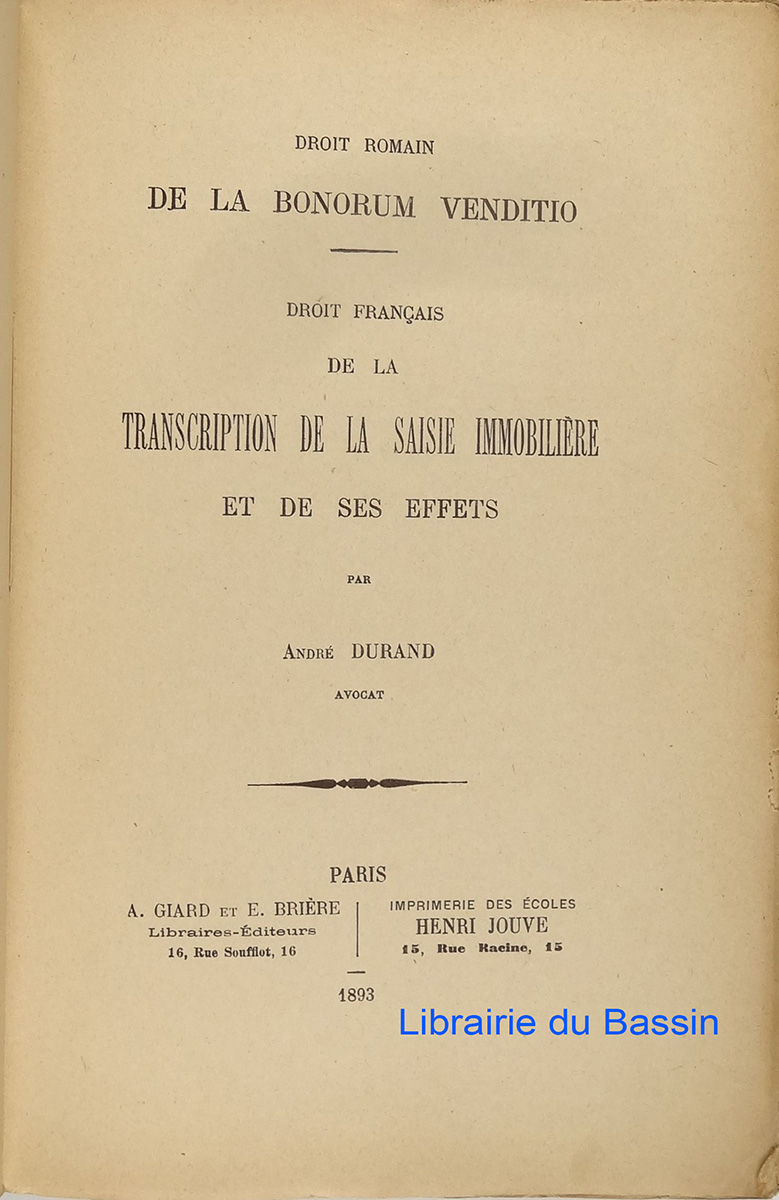 DROIT ROMAIN
DE LA BONORUM VENDITIO
DROIT FRANÇAIS
DE LA
TRANSCRIPTION DE LA SAISIE IMMOBILIÈRE
ET DE SES EFFETS
PAR
ANDRÉ DURAND
AVOCAT
PARIS
A. GIARD ET E. BRIÈRE
Libraires-Éditeurs
16, Rue Soufflot, 16
IMPRIMERIE DES ÉCOLES
HENRI JOUVE
15, Rue Racine, 15
1893
Librairie du Bassin